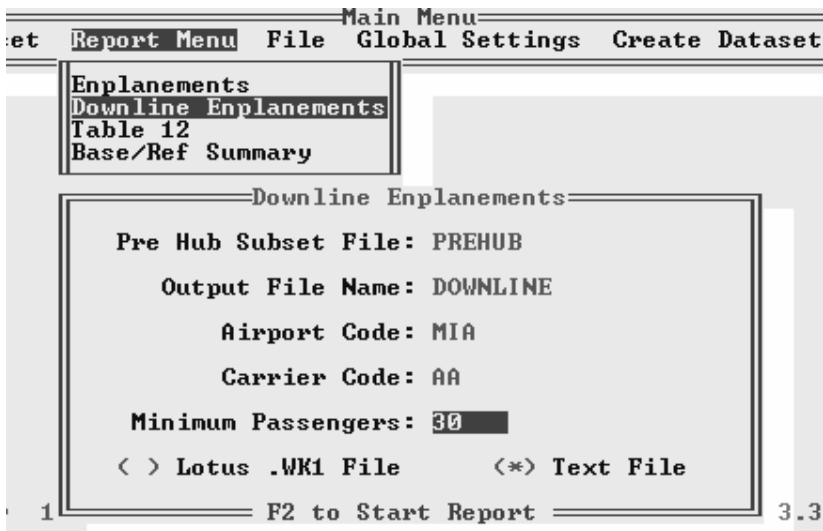 Main Menu
et Report Menu File Global Settings Create Dataset
Enplanements
Downline Enplanements
Table 12
Base/Ref Summary
Downline Enplanements
Pre Hub Subset File: PREHUB
Output File Name: DOWNLINE
Airport Code: MIA
Carrier Code: AA
Minimum Passengers: 30
( ) Lotus .WK1 File (*) Text File
1 F2 to Start Report 3.3